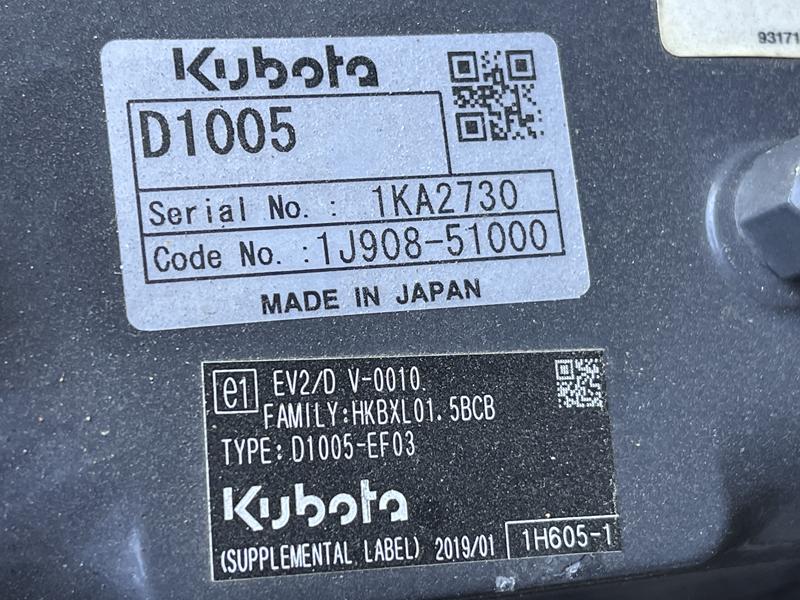 93171
Kubota
D1005
Serial No. : 1KA2730
Code No. :1J908-51000
MADE IN JAPAN
e1 EV2/D V-0010.
FAMILY:HKBXL01.5BCB
TYPE:D1005-EF03
Kubota
(SUPPLEMENTAL LABEL) 2019/01 1H605-1